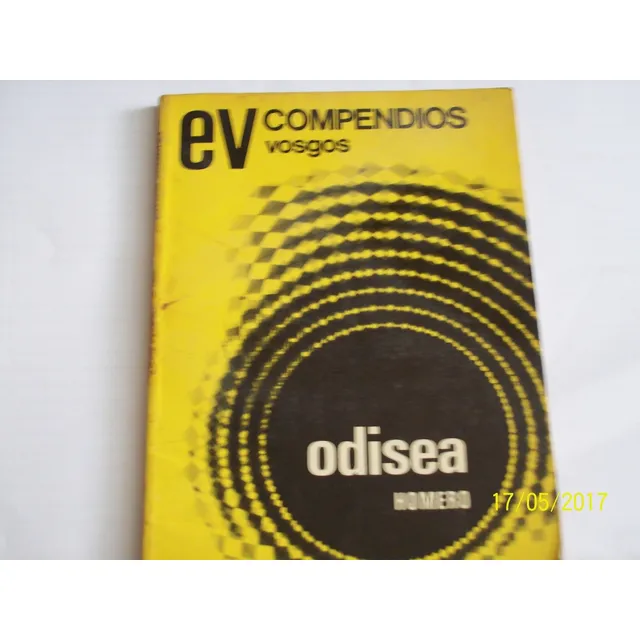 ev COMPENDIOS
vosgos
odisea
HOMERO
17/05/2017